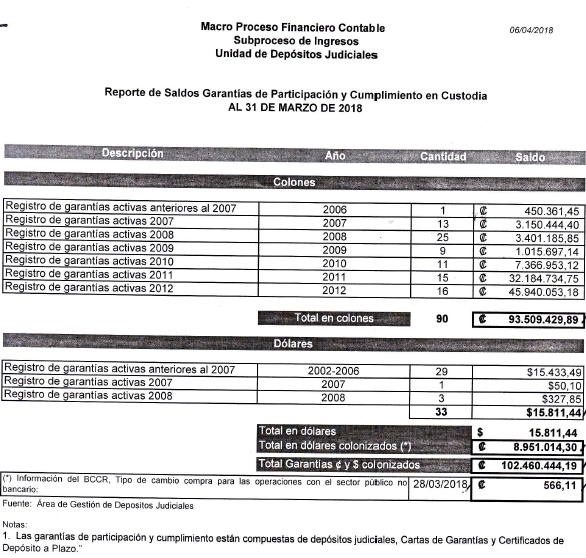 Macro Proceso Financiero Contable
06/04/2018
Subproceso de Ingresos
Unidad de Depósitos Judiciales
Reporte de Saldos Garantías de Participación y Cumplimiento en Custodia
AL 31 DE MARZO DE 2018
Descripción Año Cantidad Saldo
Colones
Registro de garantías activas anteriores al 2007 2006 1 ₡ 450.361,45
Registro de garantías activas 2007 2007 13 ₡ 3.150.444,40
Registro de garantías activas 2008 2008 25 ₡ 3.401.185,85
Registro de garantías activas 2009 2009 9 ₡ 1.015.697,14
Registro de garantías activas 2010 2010 11 ₡ 7.366.953,12
Registro de garantías activas 2011 2011 15 ₡ 32.184.734,75
Registro de garantías activas 2012 2012 16 ₡ 45.940.053,18
Total en colones 90 ₡ 93.509.429,89
Dólares
Registro de garantías activas anteriores al 2007 2002-2006 29 $15.433,49
Registro de garantías activas 2007 2007 1 $50,10
Registro de garantías activas 2008 2008 3 $327,85
33 $15.811,44
Total en dólares $ 15.811,44
Total en dólares colonizados (*) ₡ 8.951.014,30
Total Garantías ¢ y $ colonizados ₡ 102.460.444,19
(*) Información del BCCR, Tipo de cambio compra para las operaciones con el sector público no
bancario: 28/03/2018 ₡ 566,11
Fuente: Área de Gestión de Depositos Judiciales
Notas:
1. Las garantías de participación y cumplimiento están compuestas de depósitos judiciales, Cartas de Garantías y Certificados de
Depósito a Plazo."